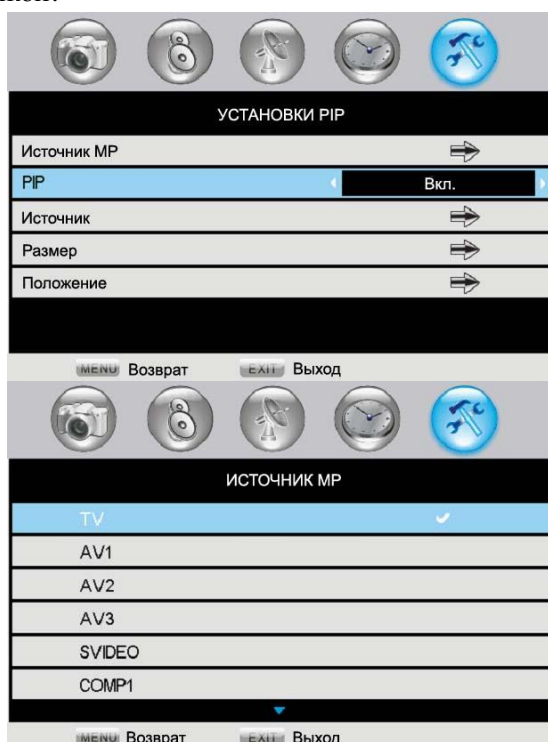 УСТАНОВКИ PIP
Источник MP
PIP Вкл.
Источник
Размер
Положение
MENU Возврат EXIT Выход
ИСТОЧНИК MP
TV
AV1
AV2
AV3
SVIDEO
COMP1
MENU Возврат EXIT Выход